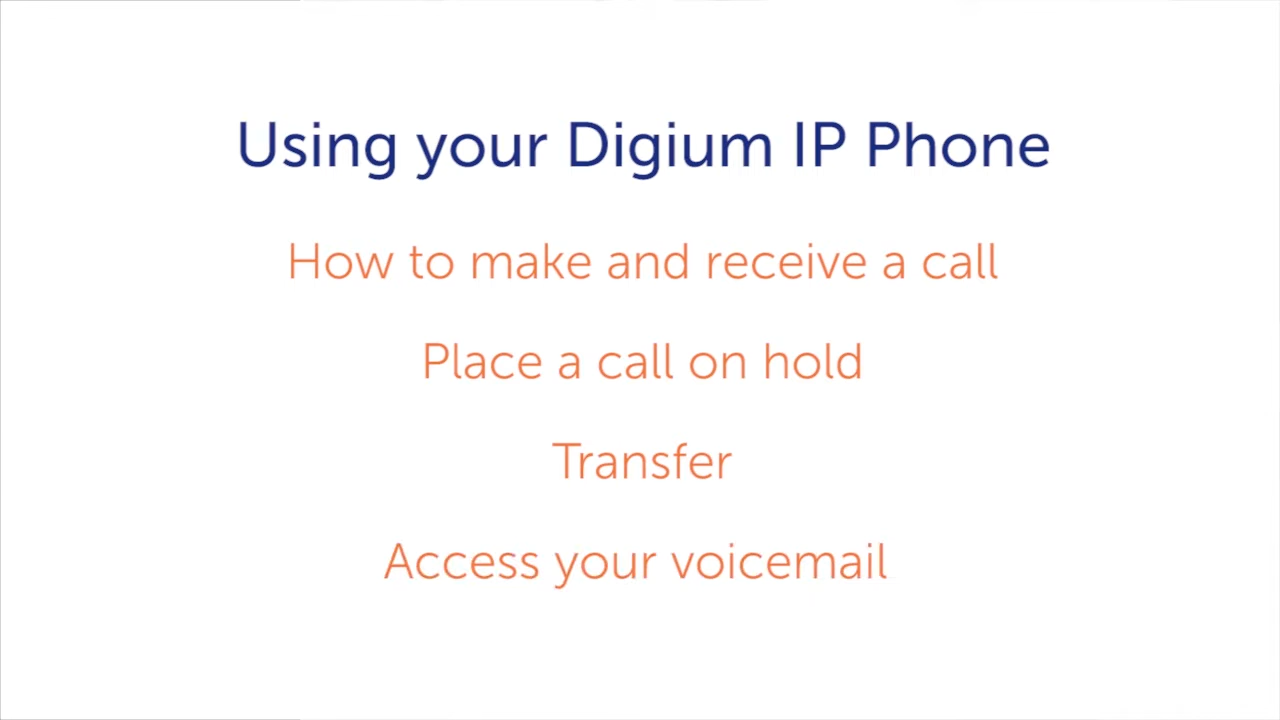 Using your Digium IP Phone
How to make and receive a call
Place a call on hold
Transfer
Access your voicemail